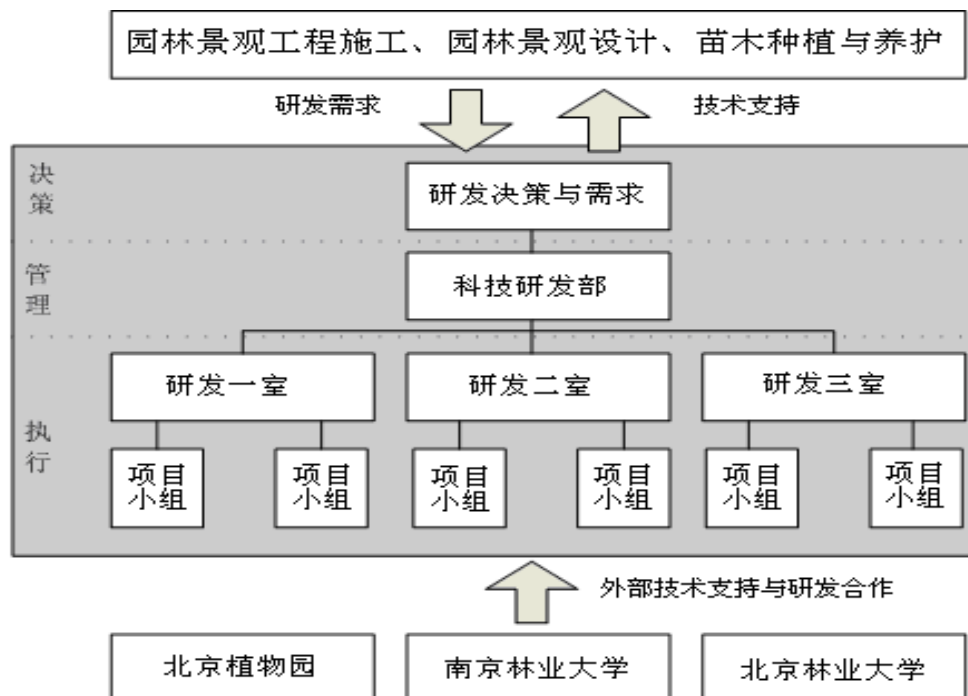 园林景观工程施工、园林景观设计、苗木种植与养护
研发需求
技术支持
决
策
研发决策与需求
管
理
科技研发部
研发一室
研发二室
研发三室
执
行
项目
小组
项目
小组
项目
小组
项目
小组
项目
小组
项目
小组
外部技术支持与研发合作
北京植物园
南京林业大学
北京林业大学